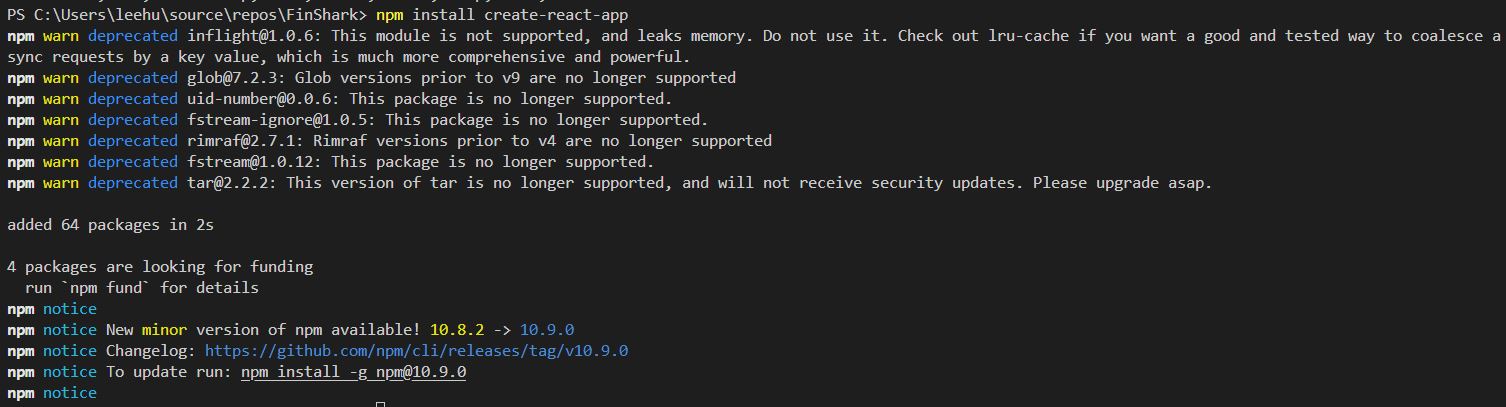 PS C:\Users\leehu\source\repos\FinShark> npm install create-react-app
npm warn deprecated inflight@1.0.6: This module is not supported, and leaks memory. Do not use it. Check out lru-cache if you want a good and tested way to coalesce a
sync requests by a key value, which is much more comprehensive and powerful.
npm warn deprecated glob@7.2.3: Glob versions prior to v9 are no longer supported
npm warn deprecated uid-number@0.0.6: This package is no longer supported.
npm warn deprecated fstream-ignore@1.0.5: This package is no longer supported.
npm warn deprecated rimraf@2.7.1: Rimraf versions prior to v4 are no longer supported
npm warn deprecated fstream@1.0.12: This package is no longer supported.
npm warn deprecated tar@2.2.2: This version of tar is no longer supported, and will not receive security updates. Please upgrade asap.
added 64 packages in 2s
4 packages are looking for funding
run `npm fund` for details
npm notice
npm notice New minor version of npm available! 10.8.2 -> 10.9.0
npm notice Changelog: https://github.com/npm/cli/releases/tag/v10.9.0
npm notice To update run: npm install -g npm@10.9.0
npm notice